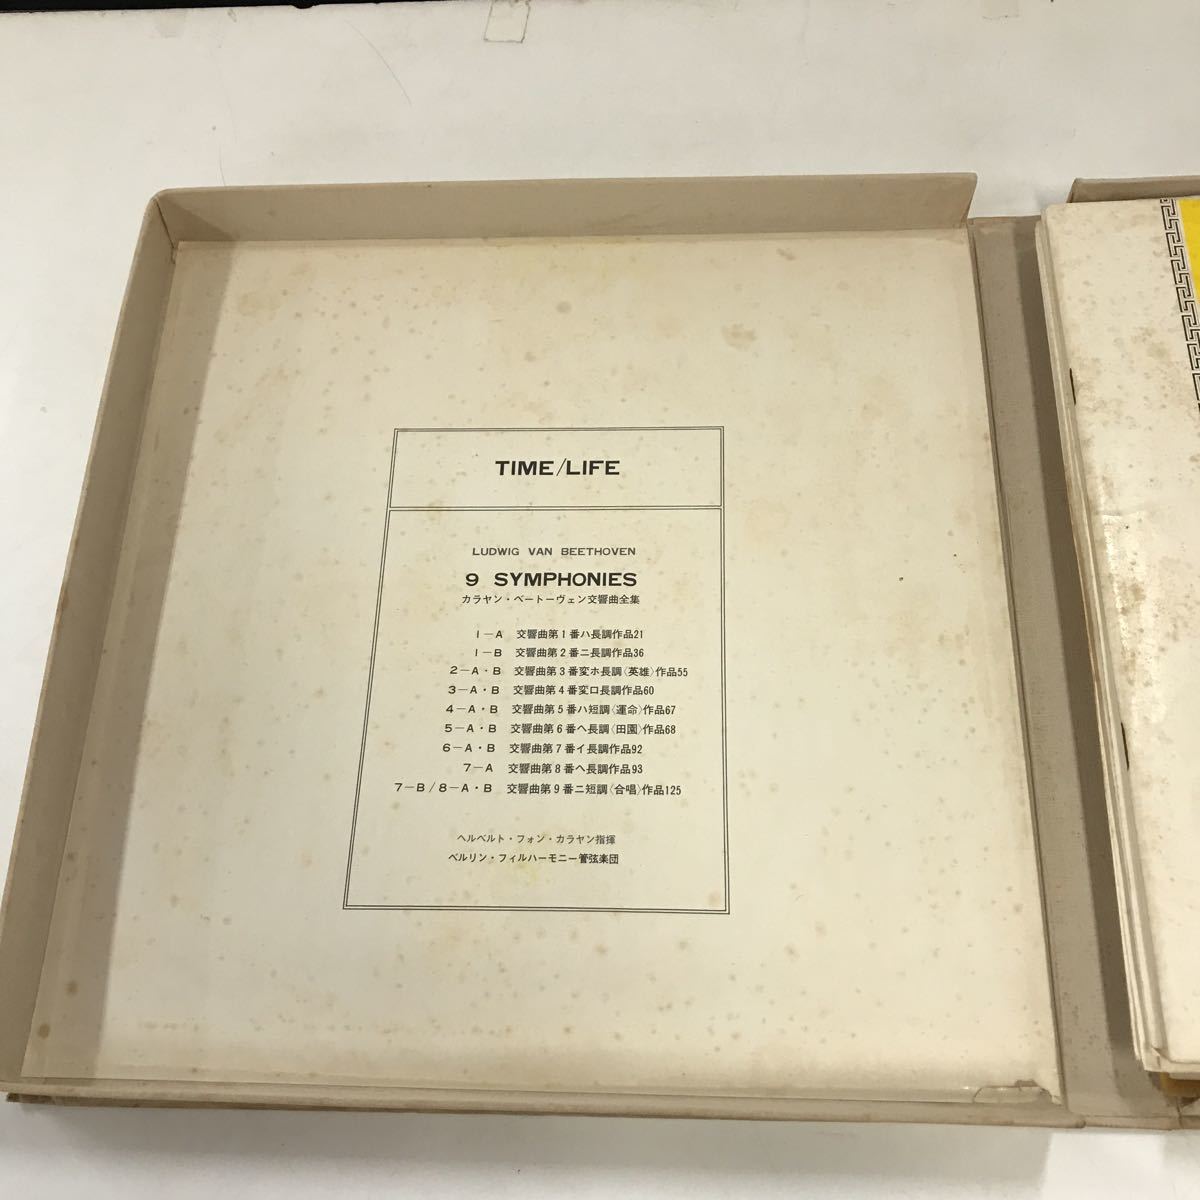 TIME/LIFE
LUDWIG VAN BEETHOVEN
9 SYMPHONIES
カラヤン・ベートーヴェン交響曲全集
1－A 交響曲第1番ハ長調作品21
1－B 交響曲第2番ニ長調作品36
2－A・B 交響曲第3番変ホ長調〈英雄〉作品55
3－A・B 交響曲第4番変ロ長調作品60
4－A・B 交響曲第5番ハ短調〈運命〉作品67
5－A・B 交響曲第6番ヘ長調〈田園〉作品68
6－A・B 交響曲第7番イ長調作品92
7－A 交響曲第8番ヘ長調作品93
7－B/8－A・B 交響曲第9番ニ短調〈合唱〉作品125
ヘルベルト・フォン・カラヤン指揮
ベルリン・フィルハーモニー管弦楽団